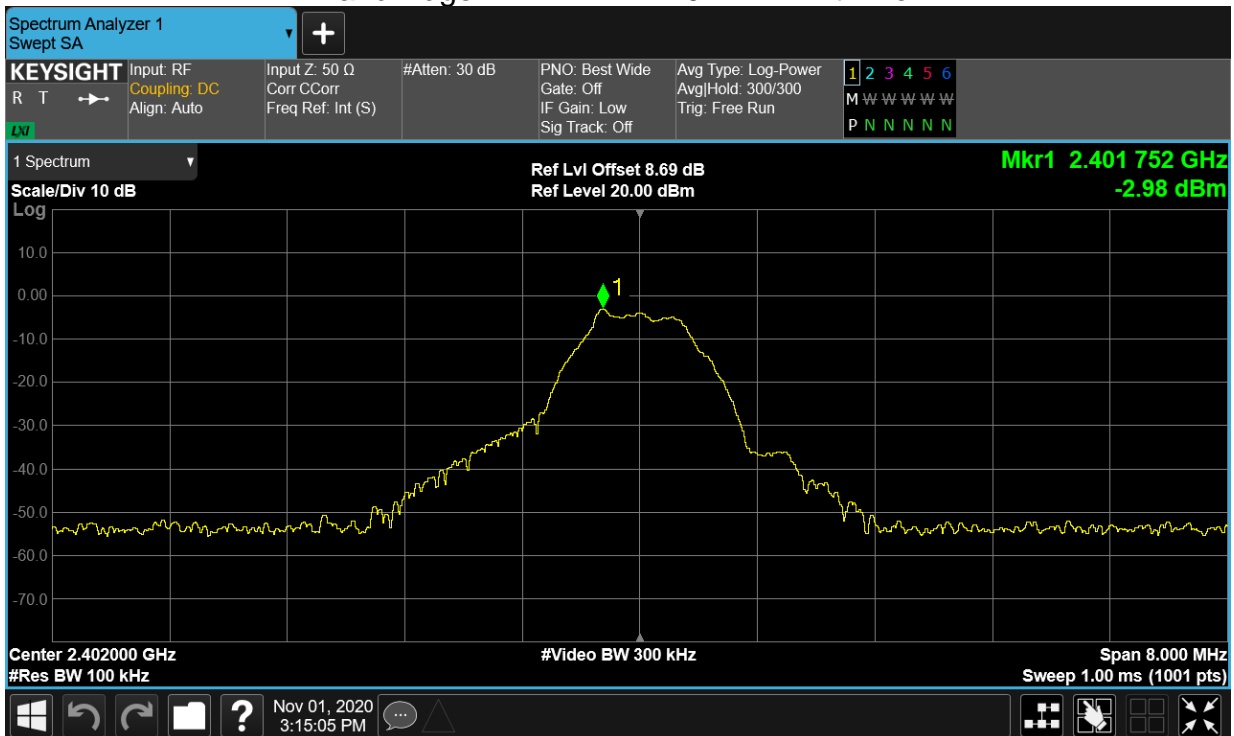 Spectrum Analyzer 1
Swept SA
+
KEYSIGHT
R T
LXI
Input: RF
Coupling: DC
Align: Auto
Input Z: 50 Ω
Corr CCorr
Freq Ref: Int (S)
#Atten: 30 dB
PNO: Best Wide
Gate: Off
IF Gain: Low
Sig Track: Off
Avg Type: Log-Power
Avg|Hold: 300/300
Trig: Free Run
1 2 3 4 5 6
M W W W W W
P N N N N N
1 Spectrum
Scale/Div 10 dB
Log
Ref Lvl Offset 8.69 dB
Ref Level 20.00 dBm
Mkr1 2.401 752 GHz
-2.98 dBm
10.0
0.00
-10.0
-20.0
-30.0
-40.0
-50.0
-60.0
-70.0
1
Center 2.402000 GHz
#Res BW 100 kHz
#Video BW 300 kHz
Span 8.000 MHz
Sweep 1.00 ms (1001 pts)
?
Nov 01, 2020
3:15:05 PM